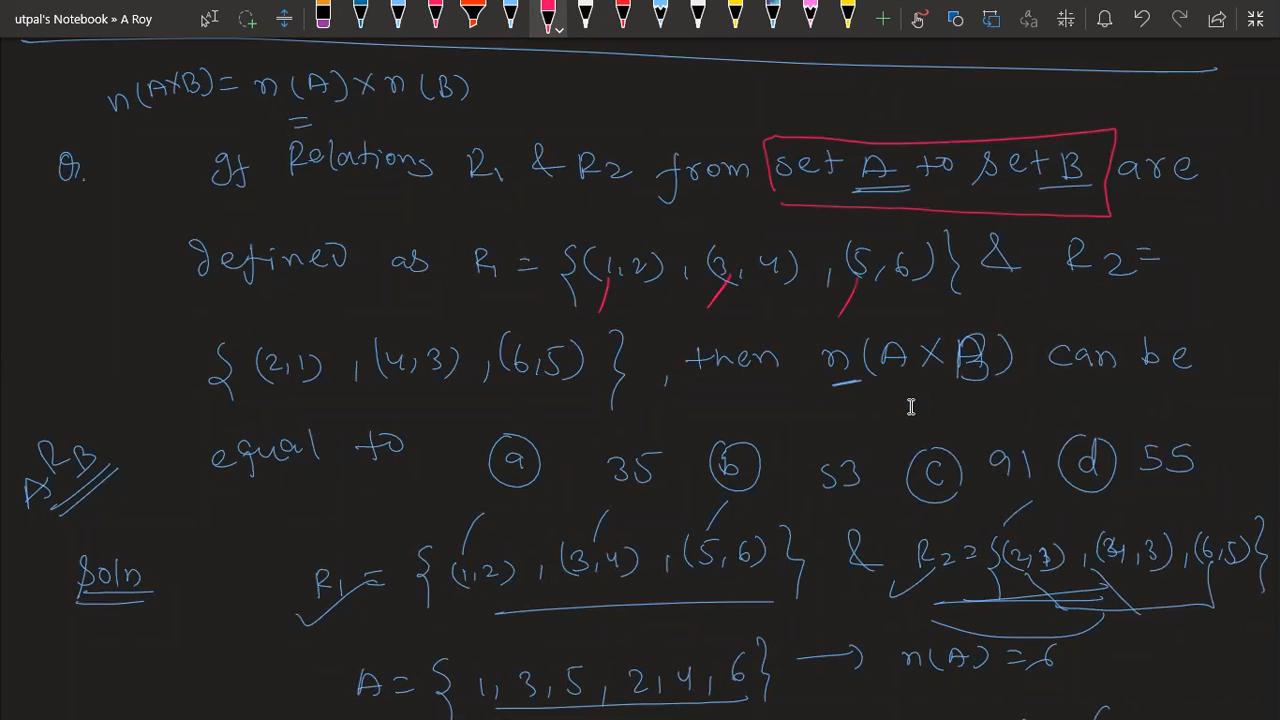 utpal's Notebook » A Roy
n(A×B) = n(A) × n(B)
Q. If Relations R1 & R2 from set A to set B are
defined as R1 = {(1,2), (3,4), (5,6)} & R2 =
{(2,1), (4,3), (6,5)}, then n(A×B) can be
equal to (a) 35 (b) 53 (c) 91 (d) 55
A R B
Soln R1 = {(1,2), (3,4), (5,6)} & R2 = {(2,1), (4,3), (6,5)}
A = {1, 3, 5, 2, 4, 6} → n(A) = 6